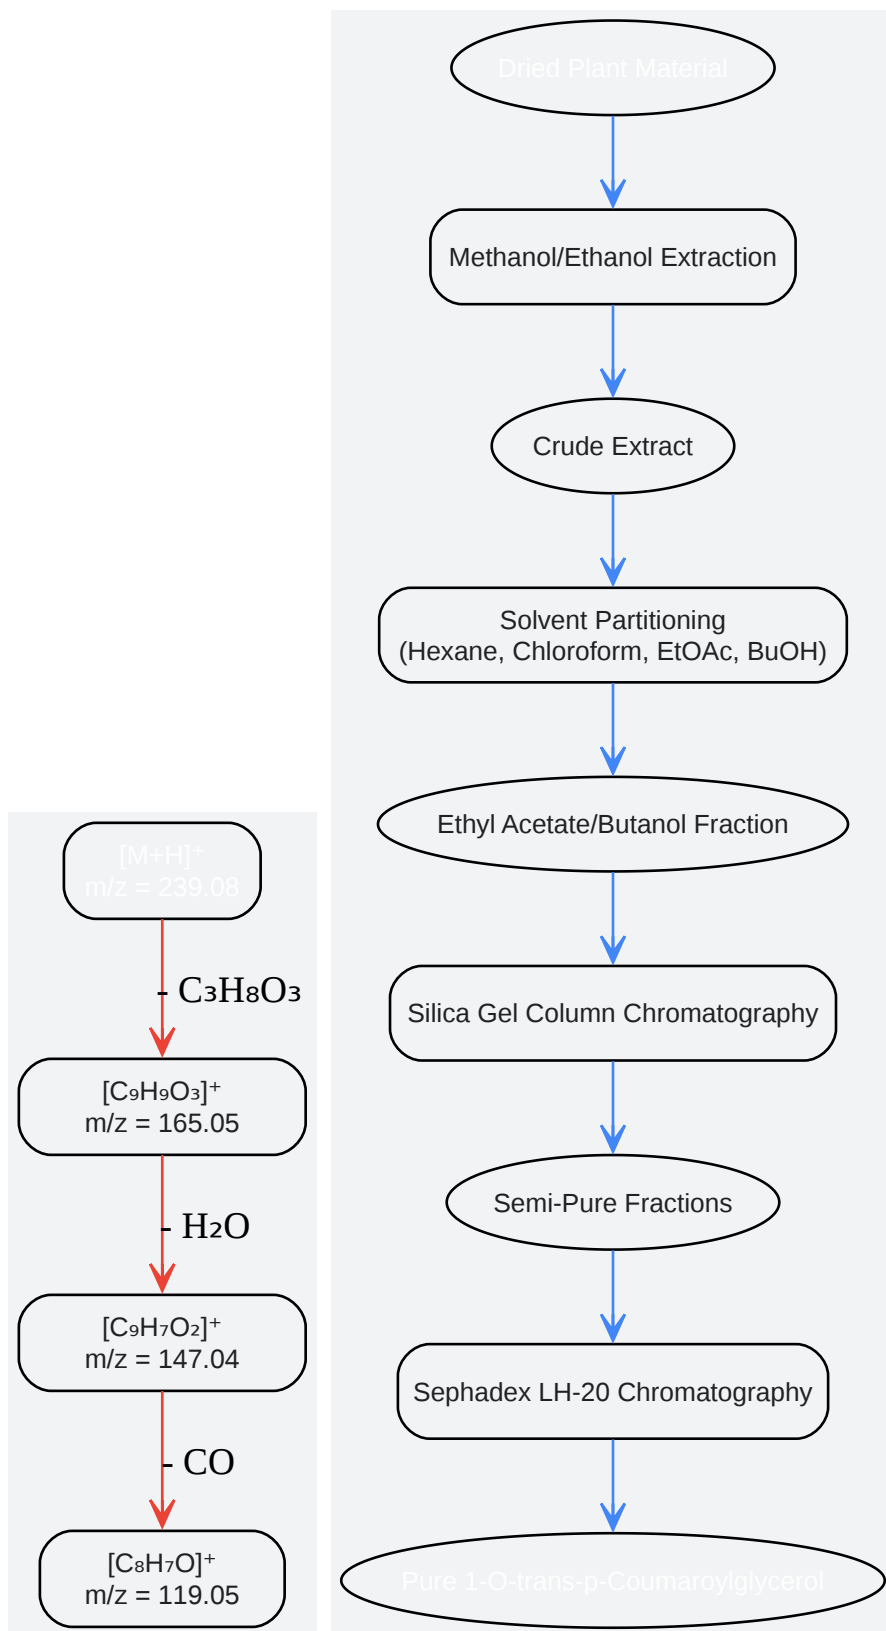 Dried Plant Material
Methanol/Ethanol Extraction
Crude Extract
Solvent Partitioning
(Hexane, Chloroform, EtOAc, BuOH)
Ethyl Acetate/Butanol Fraction
Silica Gel Column Chromatography
Semi-Pure Fractions
Sephadex LH-20 Chromatography
Pure 1-O-trans-p-Coumaroylglycerol
[M+H]⁺
m/z = 239.08
- C₃H₈O₃
[C₉H₉O₃]⁺
m/z = 165.05
- H₂O
[C₉H₇O₂]⁺
m/z = 147.04
- CO
[C₈H₇O]⁺
m/z = 119.05